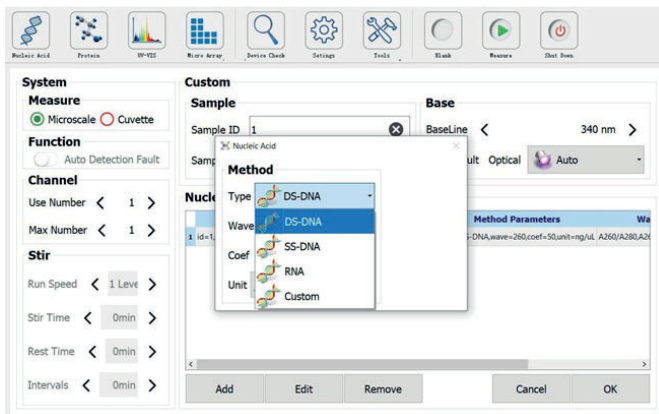 Nucleic Acid Protein UV-VIS Micro Array Device Check Settings Tools Blank Measure Shut Down
System
Measure
Microscale Cuvette
Function
Auto Detection Fault
Channel
Use Number 1
Max Number 1
Stir
Run Speed 1 Leve
Stir Time 0min
Rest Time 0min
Intervals 0min
Custom
Sample
Sample ID 1
Samp
Base
BaseLine 340 nm
ult Optical Auto
Nucle
Method Parameters Wa
1 id=1, S-DNA,wave=260,coef=50,unit=ng/uL A260/A280,A26
Nucleic Acid
Method
Type DS-DNA
Wave
Coef
Unit
DS-DNA
SS-DNA
RNA
Custom
Add Edit Remove Cancel OK